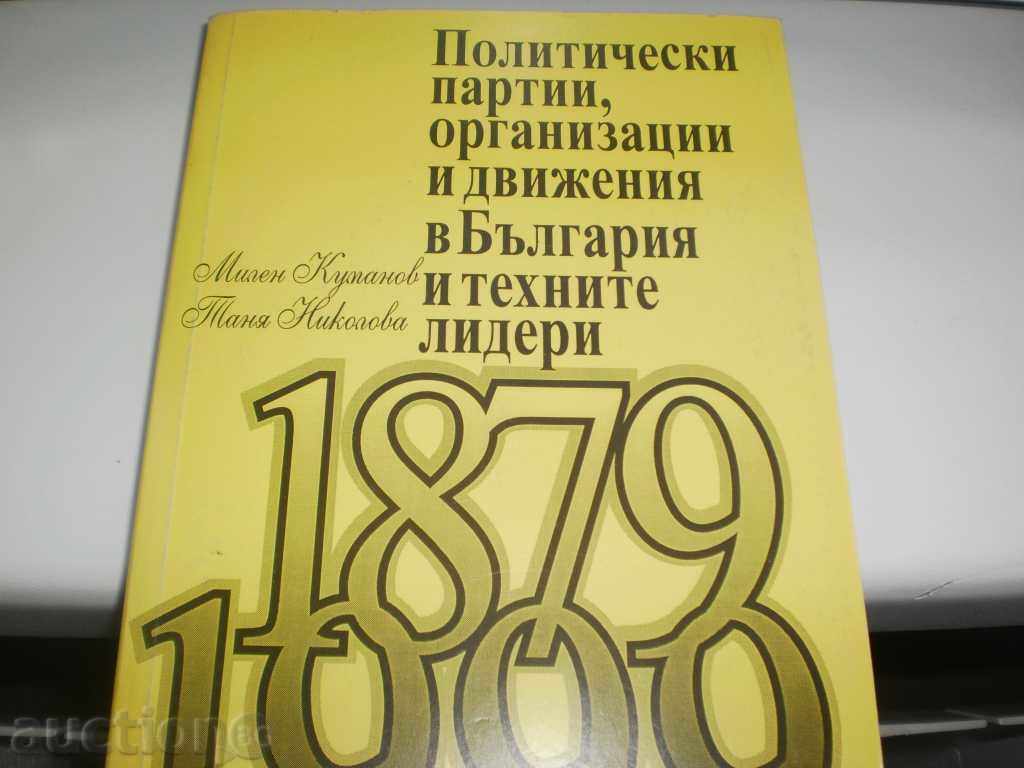 Политически
партии,
организации
и движения
в България
и техните
лидери
Милен Куманов
Таня Николова
1879
auction